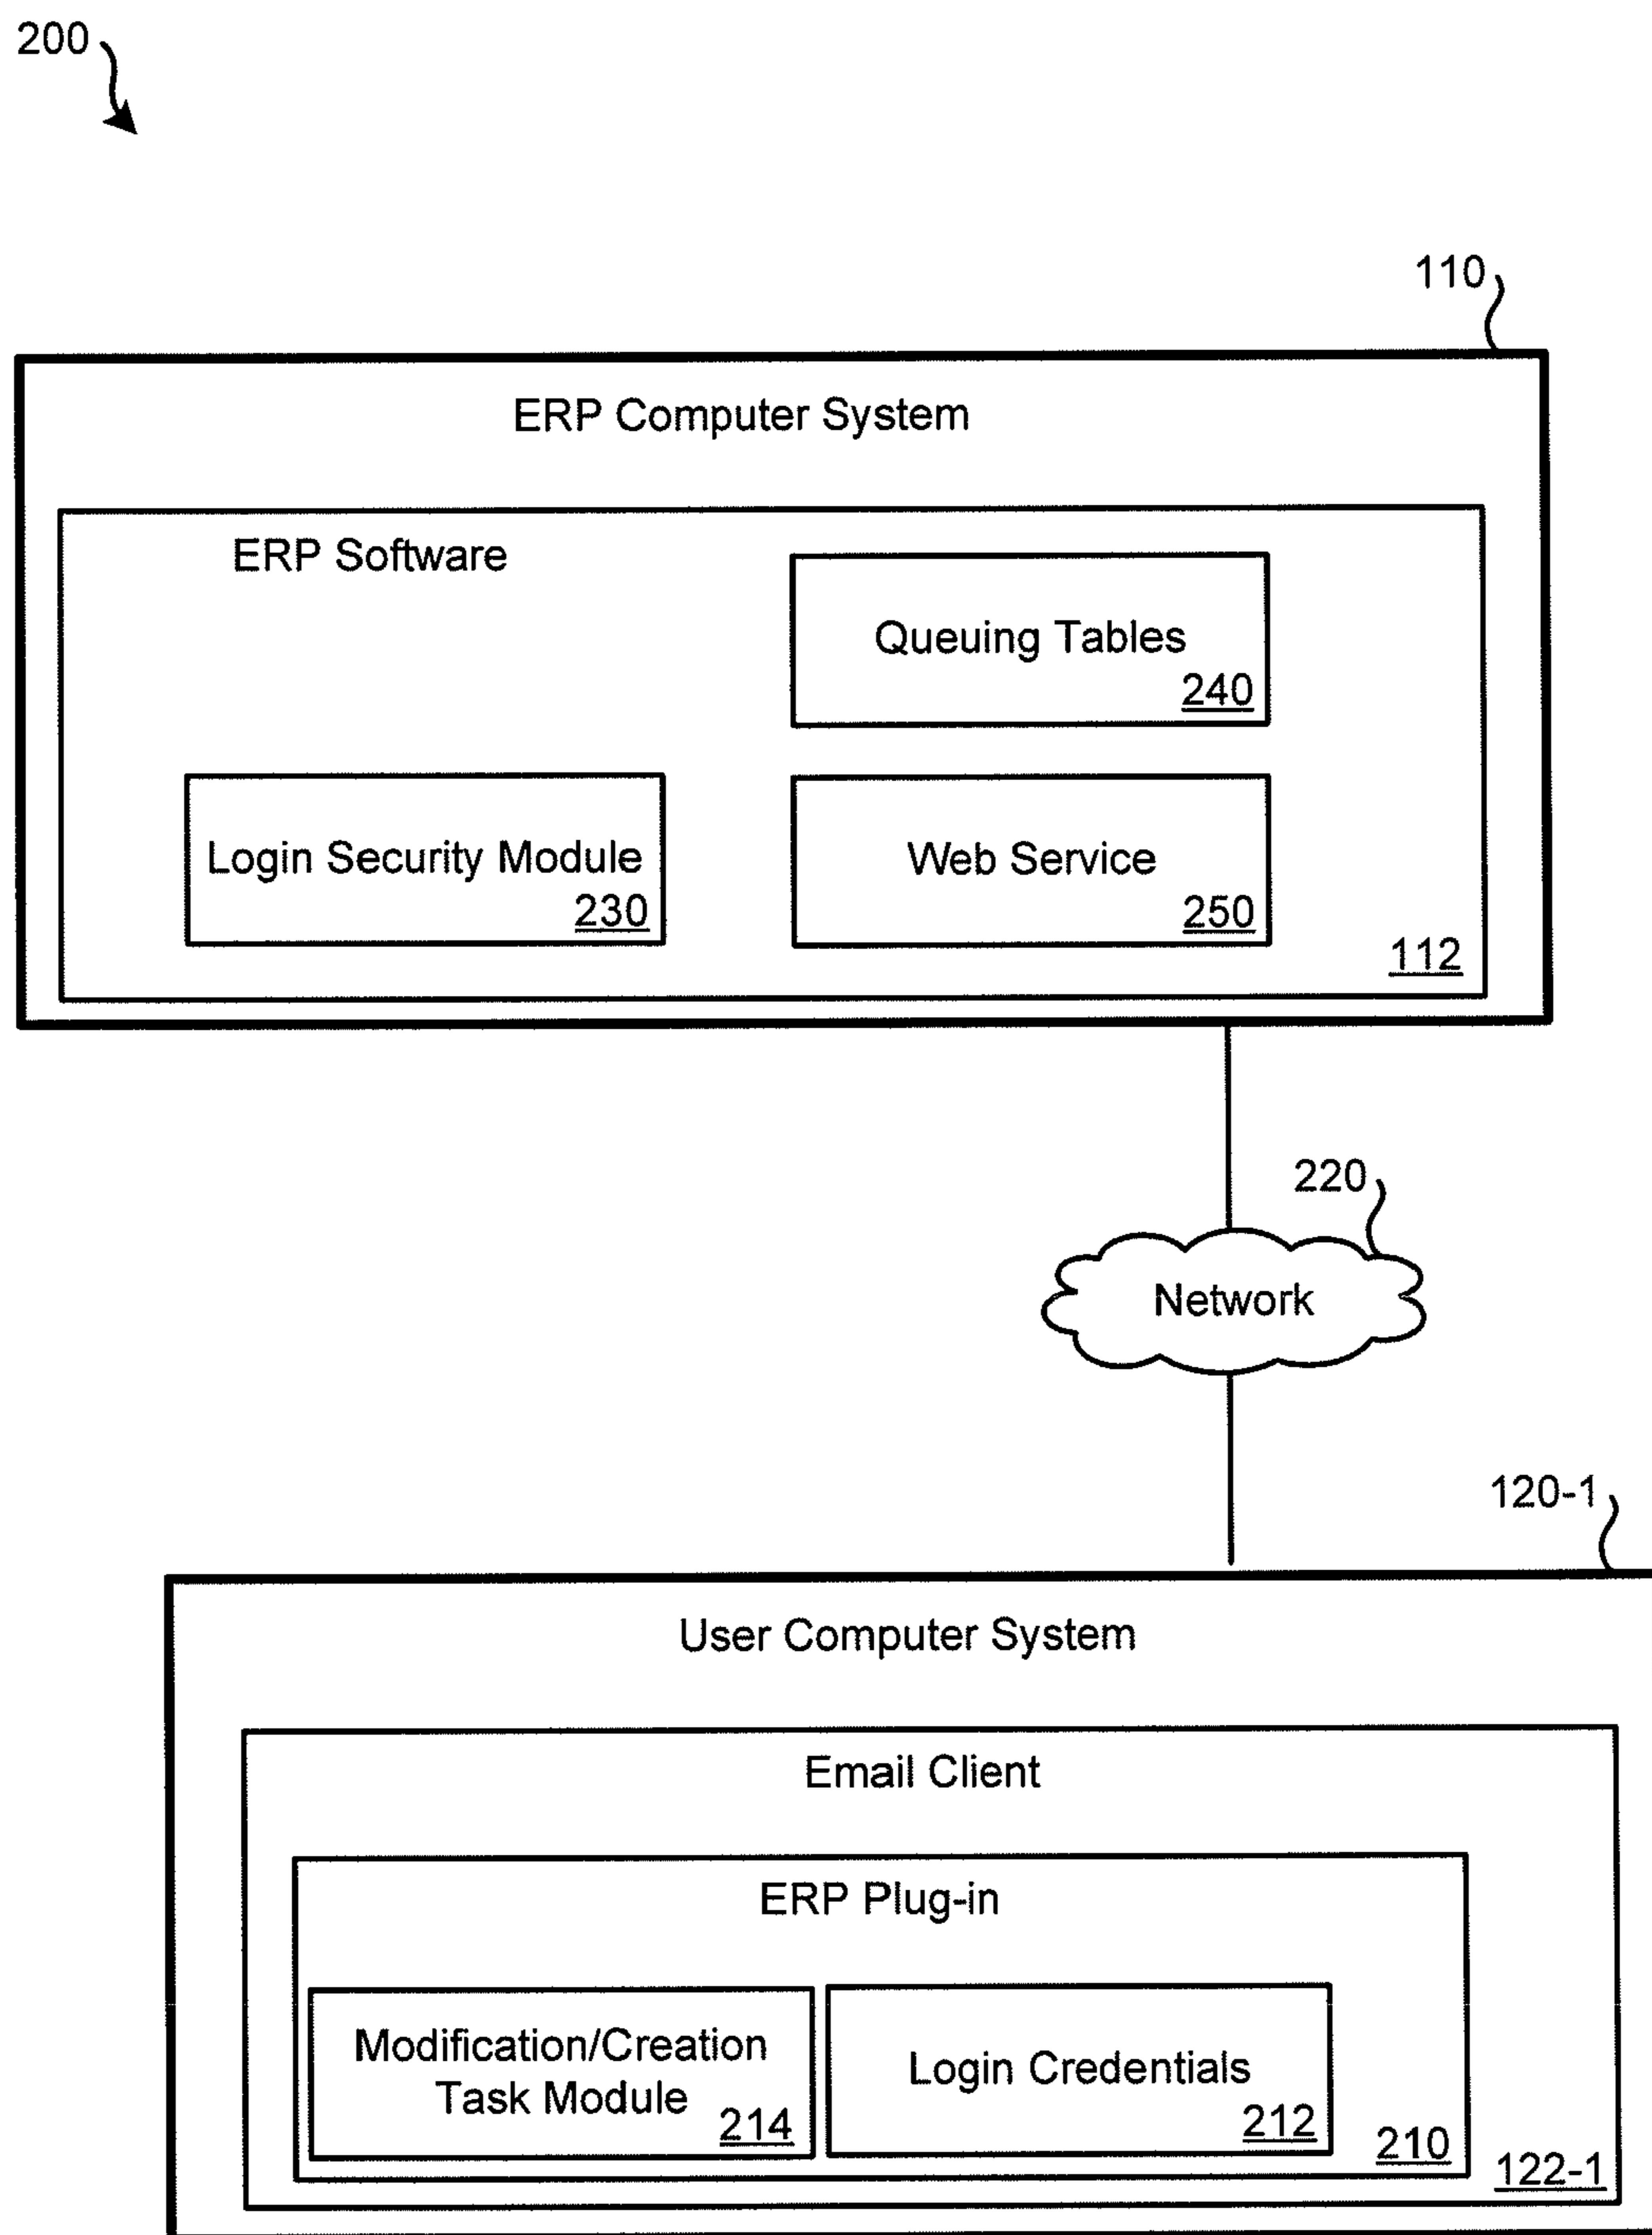 200
110
ERP Computer System
ERP Software
Queuing Tables
240
Login Security Module
230
Web Service
250
112
220
Network
120-1
User Computer System
Email Client
ERP Plug-in
Modification/Creation
Task Module
214
Login Credentials
212
210
122-1